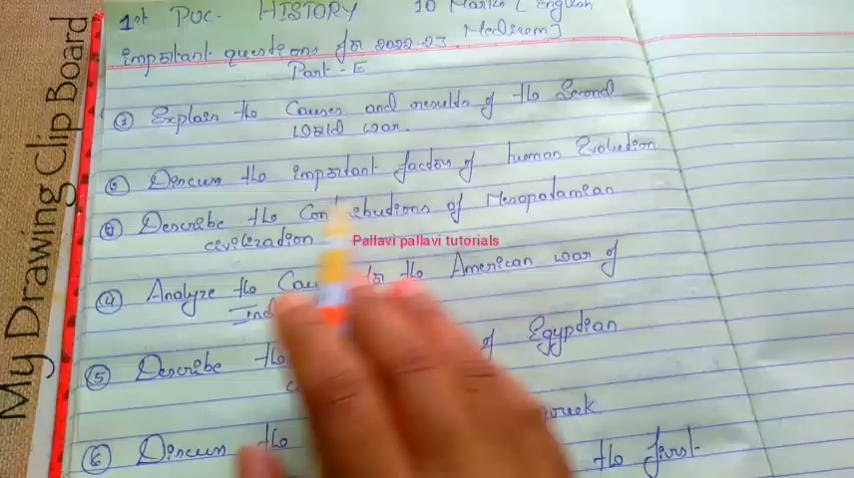 My Drawing Clip Board
1st PUC- HISTORY 10 Marks [English
Medium]
important questions for 2022-23.
Part - E
① Explain the Causes and results of the Second
World war.
② Discuss the important factors of human Evolution
③ Describe the Contributions of Mesopotamian
civilization
Pallavi pallavi tutorials
④ Analyze the for the American war of
⑤ Describe the of Egyptian
⑥ Discuss the
the first